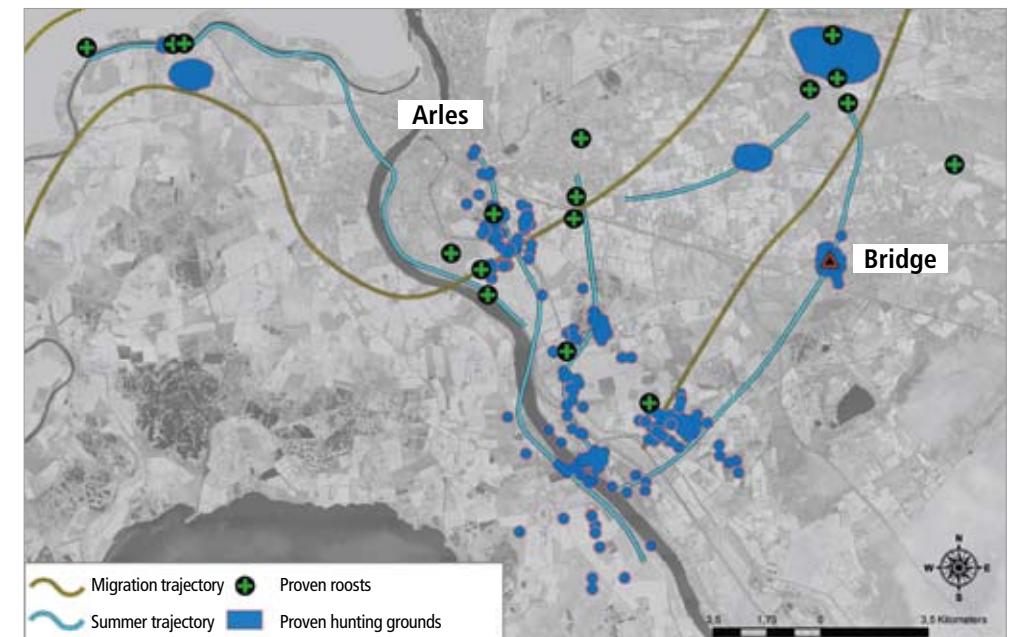 Arles
Bridge
N
W E
S
Migration trajectory Proven roosts
Summer trajectory Proven hunting grounds
3,5 1,75 0 3,5 Kilometers